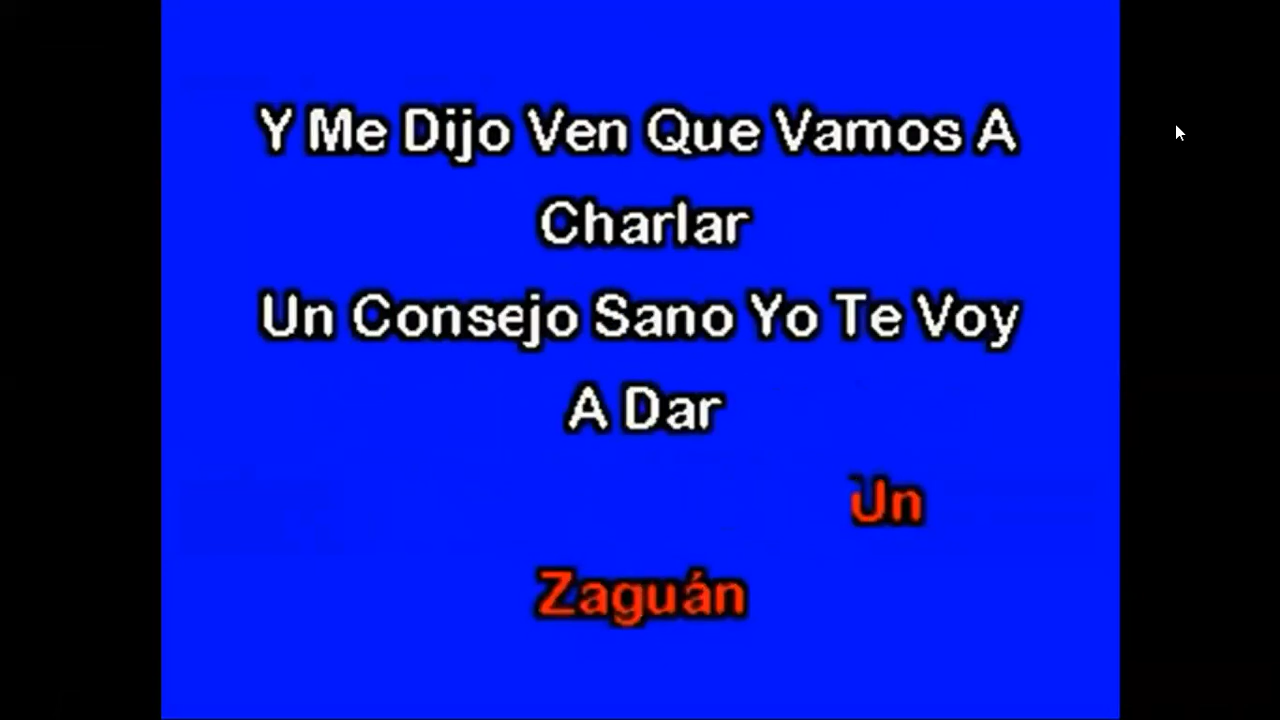 Y Me Dijo Ven Que Vamos A
Charlar
Un Consejo Sano Yo Te Voy
A Dar
Un
Zaguán